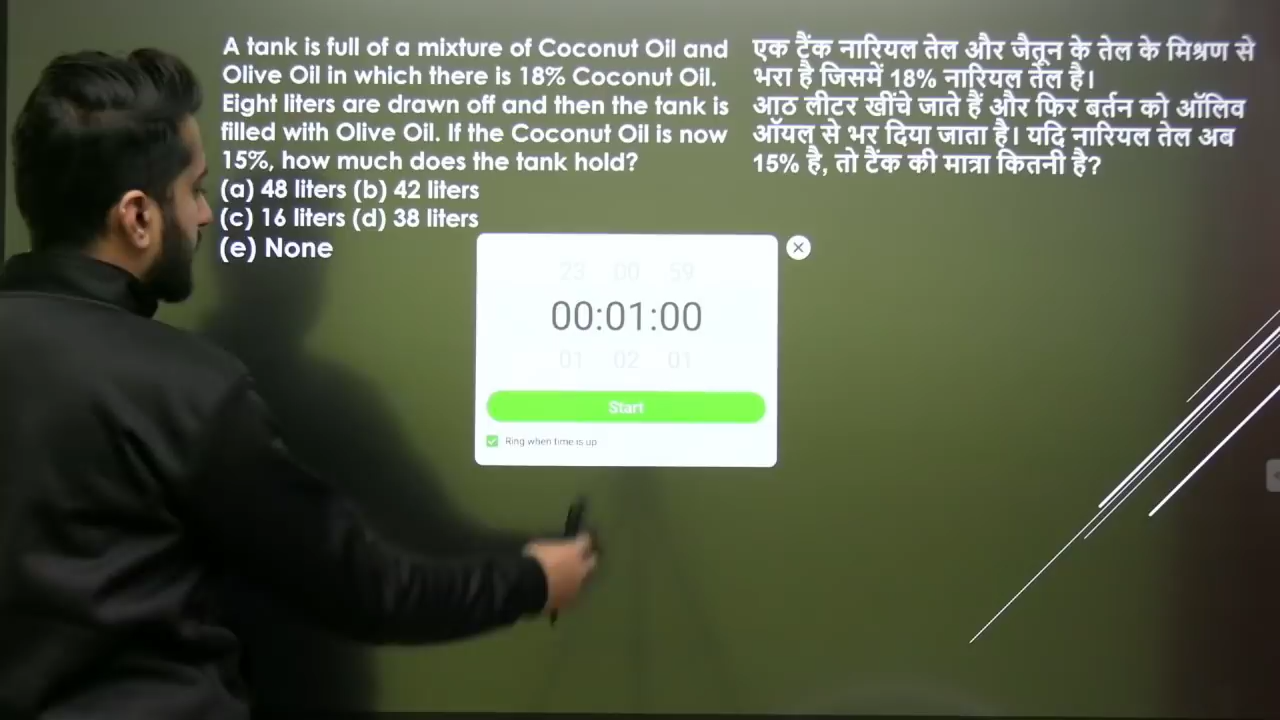 A tank is full of a mixture of Coconut Oil and
Olive Oil in which there is 18% Coconut Oil.
Eight liters are drawn off and then the tank is
filled with Olive Oil. If the Coconut Oil is now
15%, how much does the tank hold?
(a) 48 liters (b) 42 liters
(c) 16 liters (d) 38 liters
(e) None
एक टैंक नारियल तेल और जैतून के तेल के मिश्रण से
भरा है जिसमें 18% नारियल तेल है।
आठ लीटर खींचे जाते हैं और फिर बर्तन को ऑलिव
ऑयल से भर दिया जाता है। यदि नारियल तेल अब
15% है, तो टैंक की मात्रा कितनी है?
23 00 59
00:01:00
01 02 01
Start
Ring when time is up